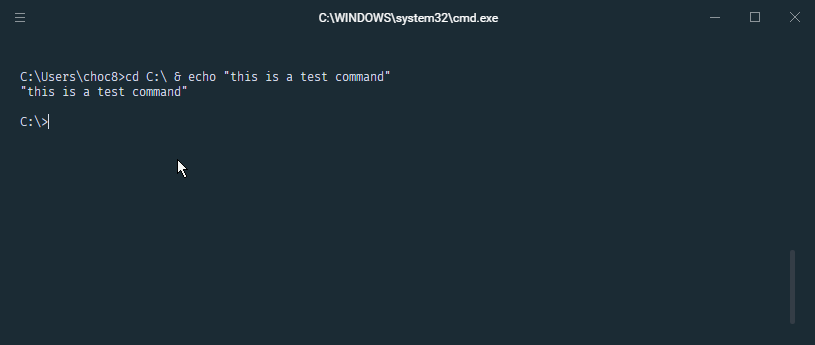 C:\WINDOWS\system32\cmd.exe
C:\Users\choc8>cd C:\ & echo "this is a test command"
"this is a test command"
C:\>